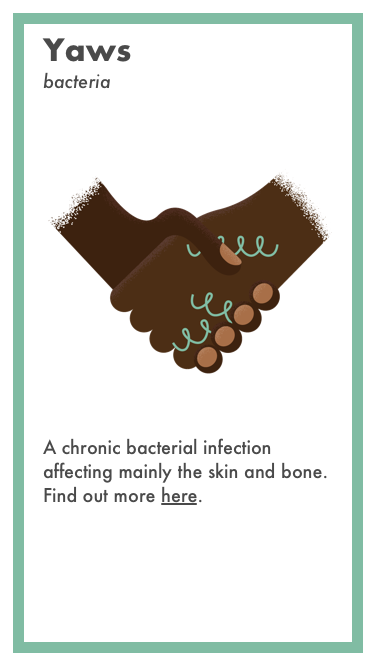 Yaws
bacteria
A chronic bacterial infection
affecting mainly the skin and bone.
Find out more here.